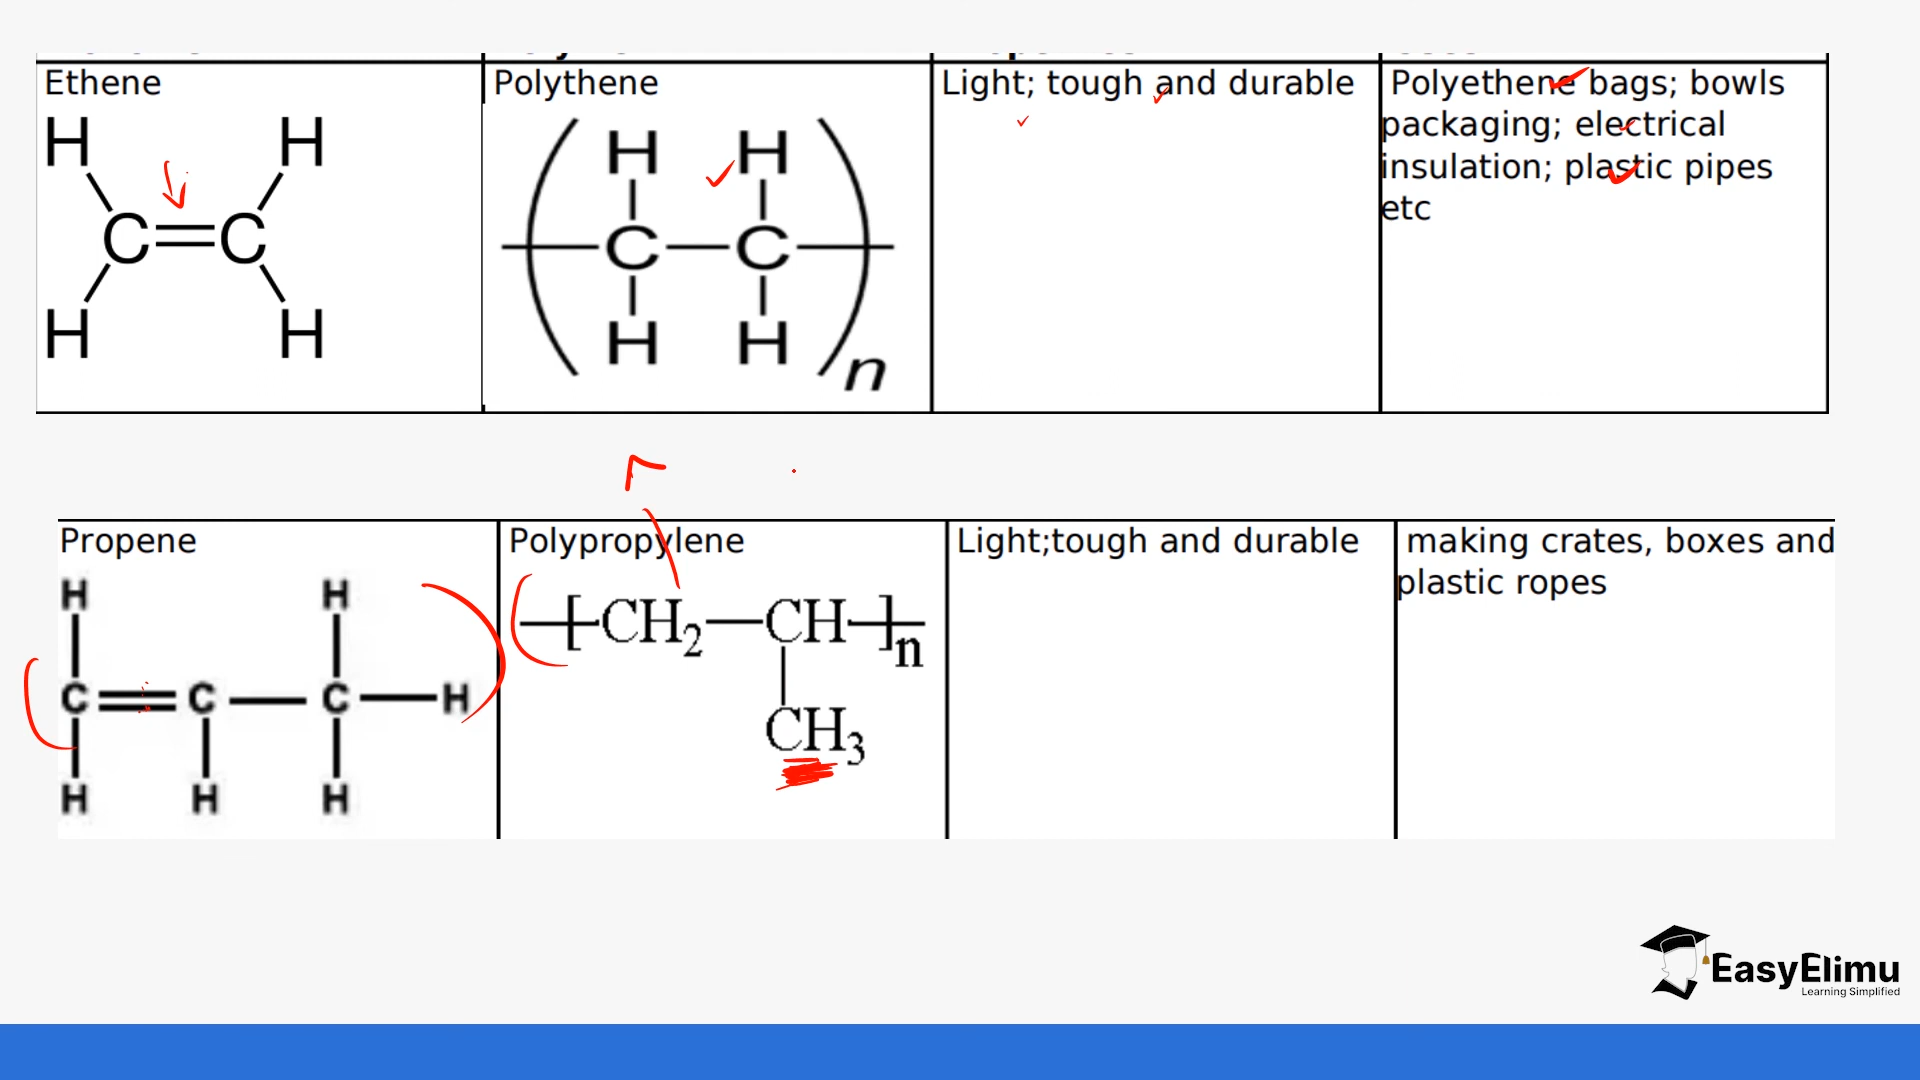 Ethene
Polythene
Light; tough and durable
Polyethene bags; bowls
packaging; electrical
insulation; plastic pipes
etc
H H
C=C
H H
H H
C—C
H H
n
Propene
Polypropylene
Light;tough and durable
making crates, boxes and
plastic ropes
H H
C=C—C—H
H H H
[CH2—CH]n
CH3
EasyElimu
Learning Simplified